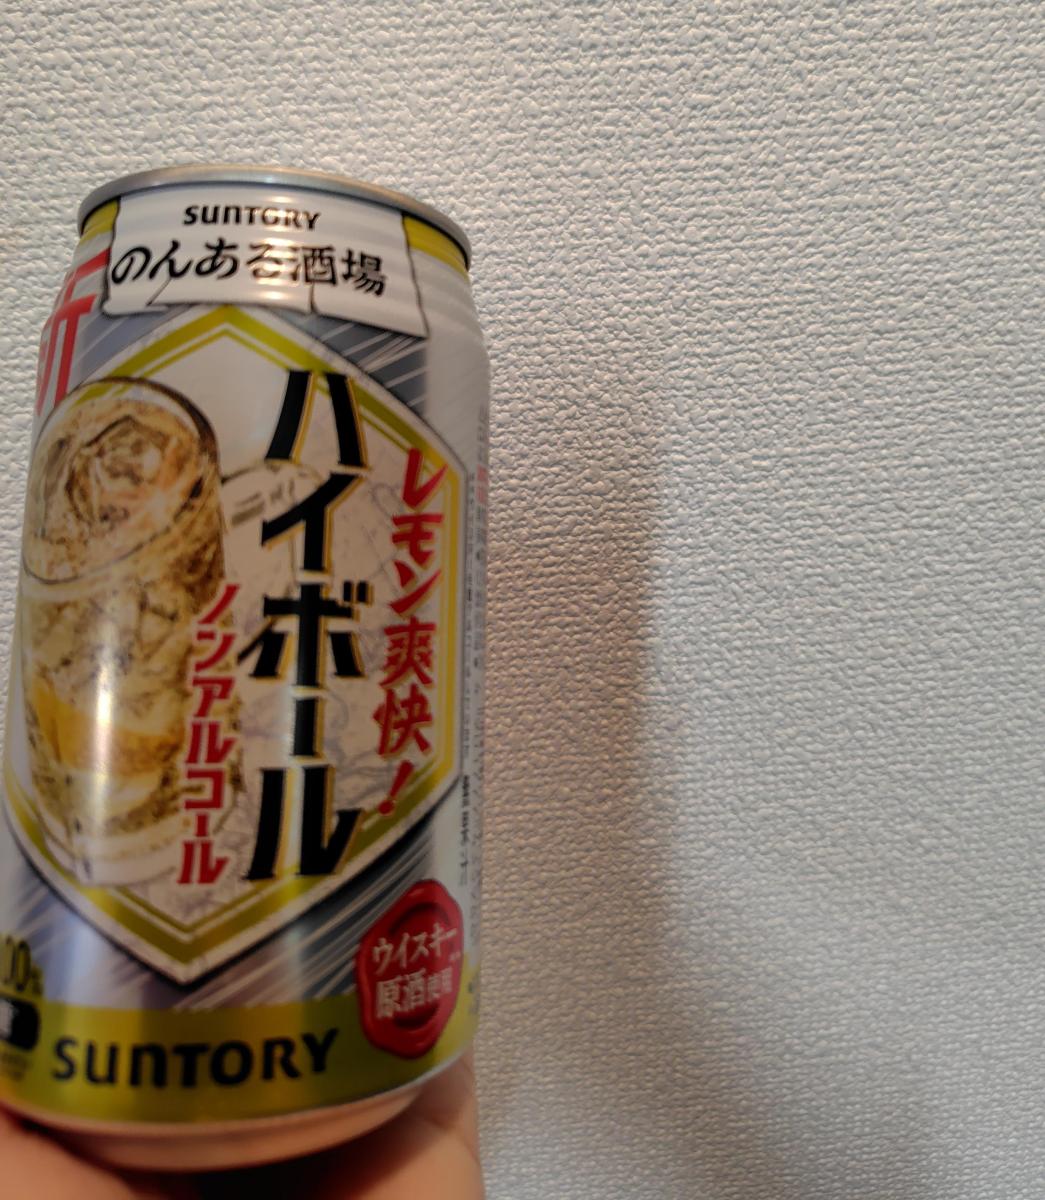 SUNTORY
のんある酒場
新
レモン爽快！
ハイボール
ノンアルコール
ウイスキー
原酒使用
SUNTORY